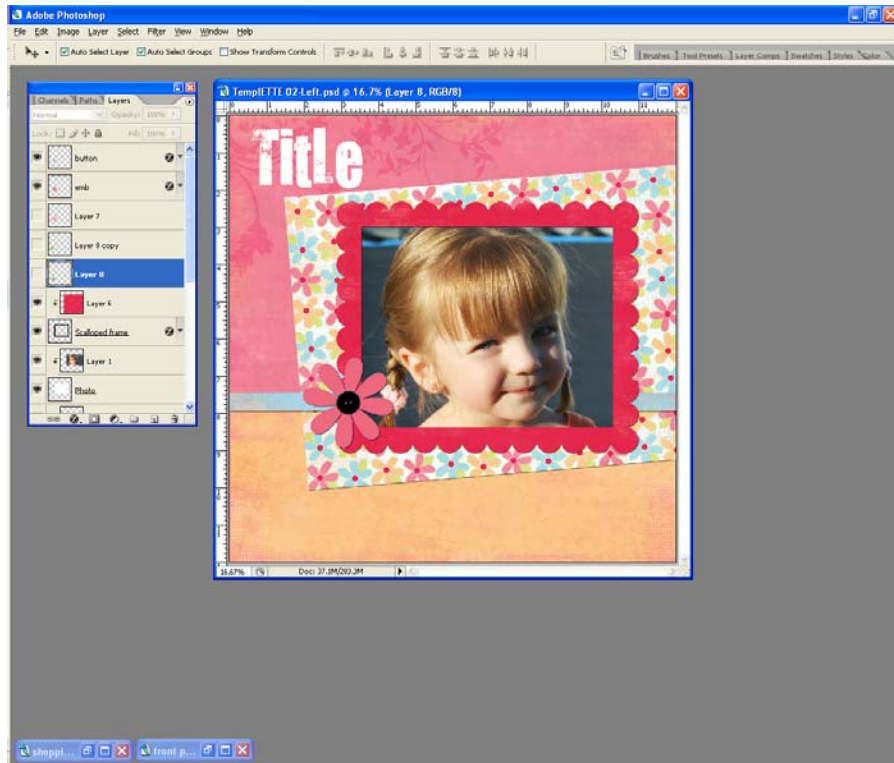 Adobe Photoshop
File Edit Image Layer Select Filter View Window Help
Auto Select Layer Auto Select Groups Show Transform Controls
Brushes Tool Presets Layer Comps Swatches Styles Color
Channels Paths Layers
Normal Opacity: 100%
Lock: Fill: 100%
button
emb
Layer 7
Layer 8 copy
Layer 8
Layer 6
Scalloped frame
Layer 1
Photo
TemplETTE 02-Left.psd @ 16.7% (Layer 8, RGB/8)
Title
16.67% Doc: 37.1M/203.3M
shoppi... front p...